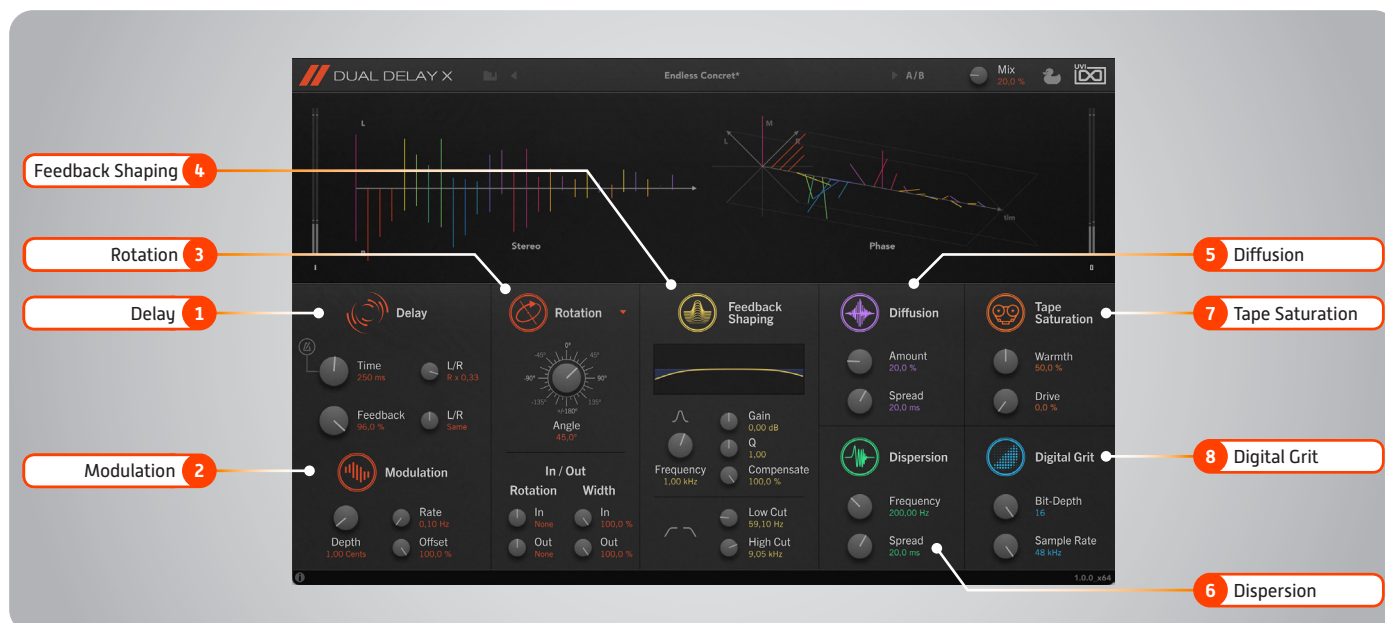 DUAL DELAY X
Endless Concret*
A/B
Mix
20,0 %
UVI
L
R
Stereo
M
L
R
tim
Phase
I
O
Feedback Shaping 4
Rotation 3
Delay 1
Modulation 2
5 Diffusion
7 Tape Saturation
8 Digital Grit
6 Dispersion
Delay
Time
250 ms
L/R
R x 0,33
Feedback
96,0 %
L/R
Same
Modulation
Depth
1,00 Cents
Rate
0,10 Hz
Offset
100,0 %
Rotation
0°
-45°
45°
-90°
90°
-135°
135°
+/-180°
Angle
45,0°
In / Out
Rotation
Width
In
None
In
100,0 %
Out
None
Out
100,0 %
Feedback
Shaping
Gain
0,00 dB
Q
1,00
Frequency
1,00 kHz
Compensate
100,0 %
Low Cut
59,10 Hz
High Cut
9,05 kHz
Diffusion
Amount
20,0 %
Spread
20,0 ms
Tape
Saturation
Warmth
50,0 %
Drive
0,0 %
Dispersion
Frequency
200,00 Hz
Spread
20,0 ms
Digital Grit
Bit-Depth
16
Sample Rate
48 kHz
1.0.0_x64